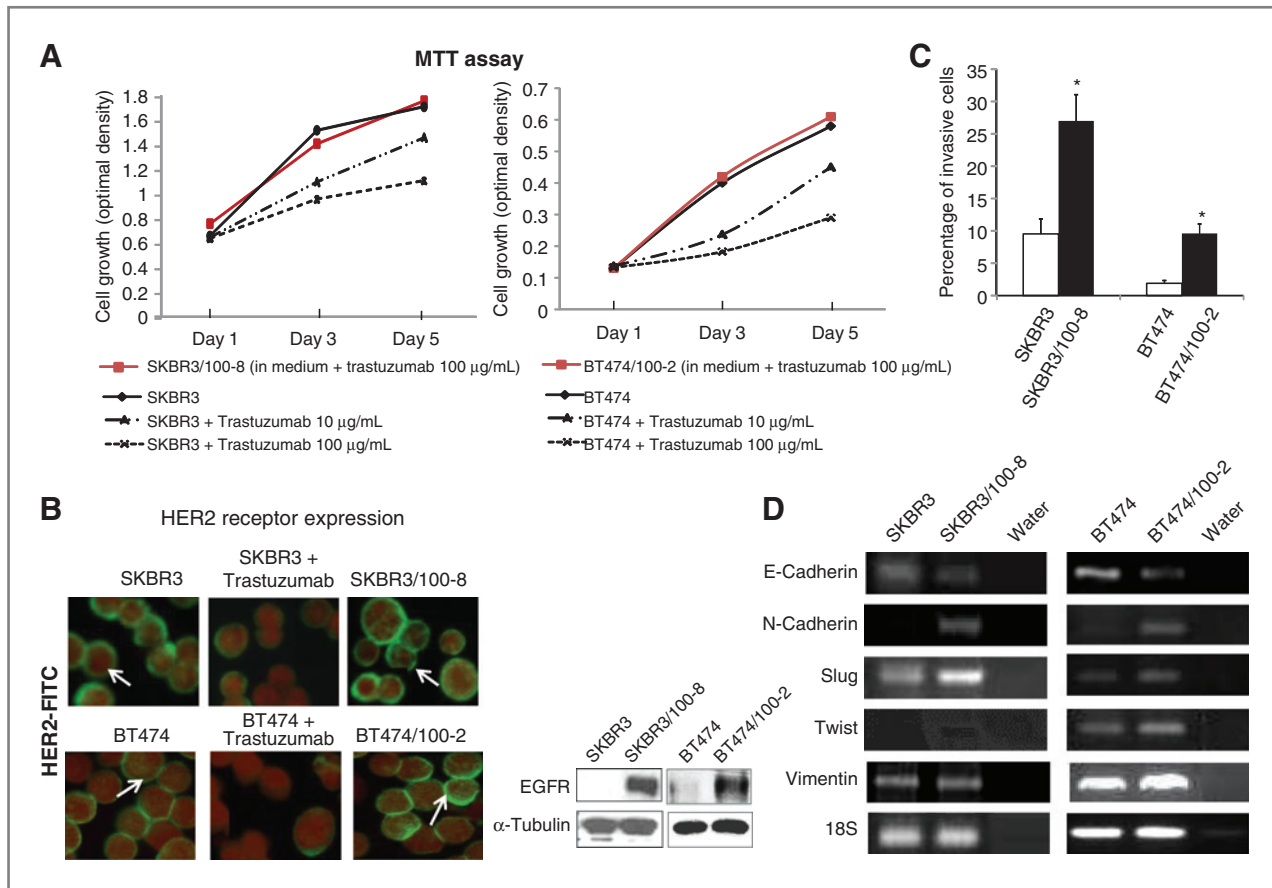 A
MTT assay
Cell growth (optimal density)
1.8
1.6
1.4
1.2
1
0.8
0.6
0.4
0.2
0
Day 1 Day 3 Day 5
SKBR3/100-8 (in medium + trastuzumab 100 μg/mL)
SKBR3
SKBR3 + Trastuzumab 10 μg/mL
SKBR3 + Trastuzumab 100 μg/mL
Cell growth (optimal density)
0.7
0.6
0.5
0.4
0.3
0.2
0.1
0
Day 1 Day 3 Day 5
BT474/100-2 (in medium + trastuzumab 100 μg/mL)
BT474
BT474 + Trastuzumab 10 μg/mL
BT474 + Trastuzumab 100 μg/mL
C
Percentage of invasive cells
35
30
25
20
15
10
5
0
*
*
SKBR3
SKBR3/100-8
BT474
BT474/100-2
B
HER2 receptor expression
HER2-FITC
SKBR3
SKBR3 +
Trastuzumab
SKBR3/100-8
BT474
BT474 +
Trastuzumab
BT474/100-2
SKBR3
SKBR3/100-8
BT474
BT474/100-2
EGFR
α-Tubulin
D
SKBR3
SKBR3/100-8
Water
BT474
BT474/100-2
Water
E-Cadherin
N-Cadherin
Slug
Twist
Vimentin
18S